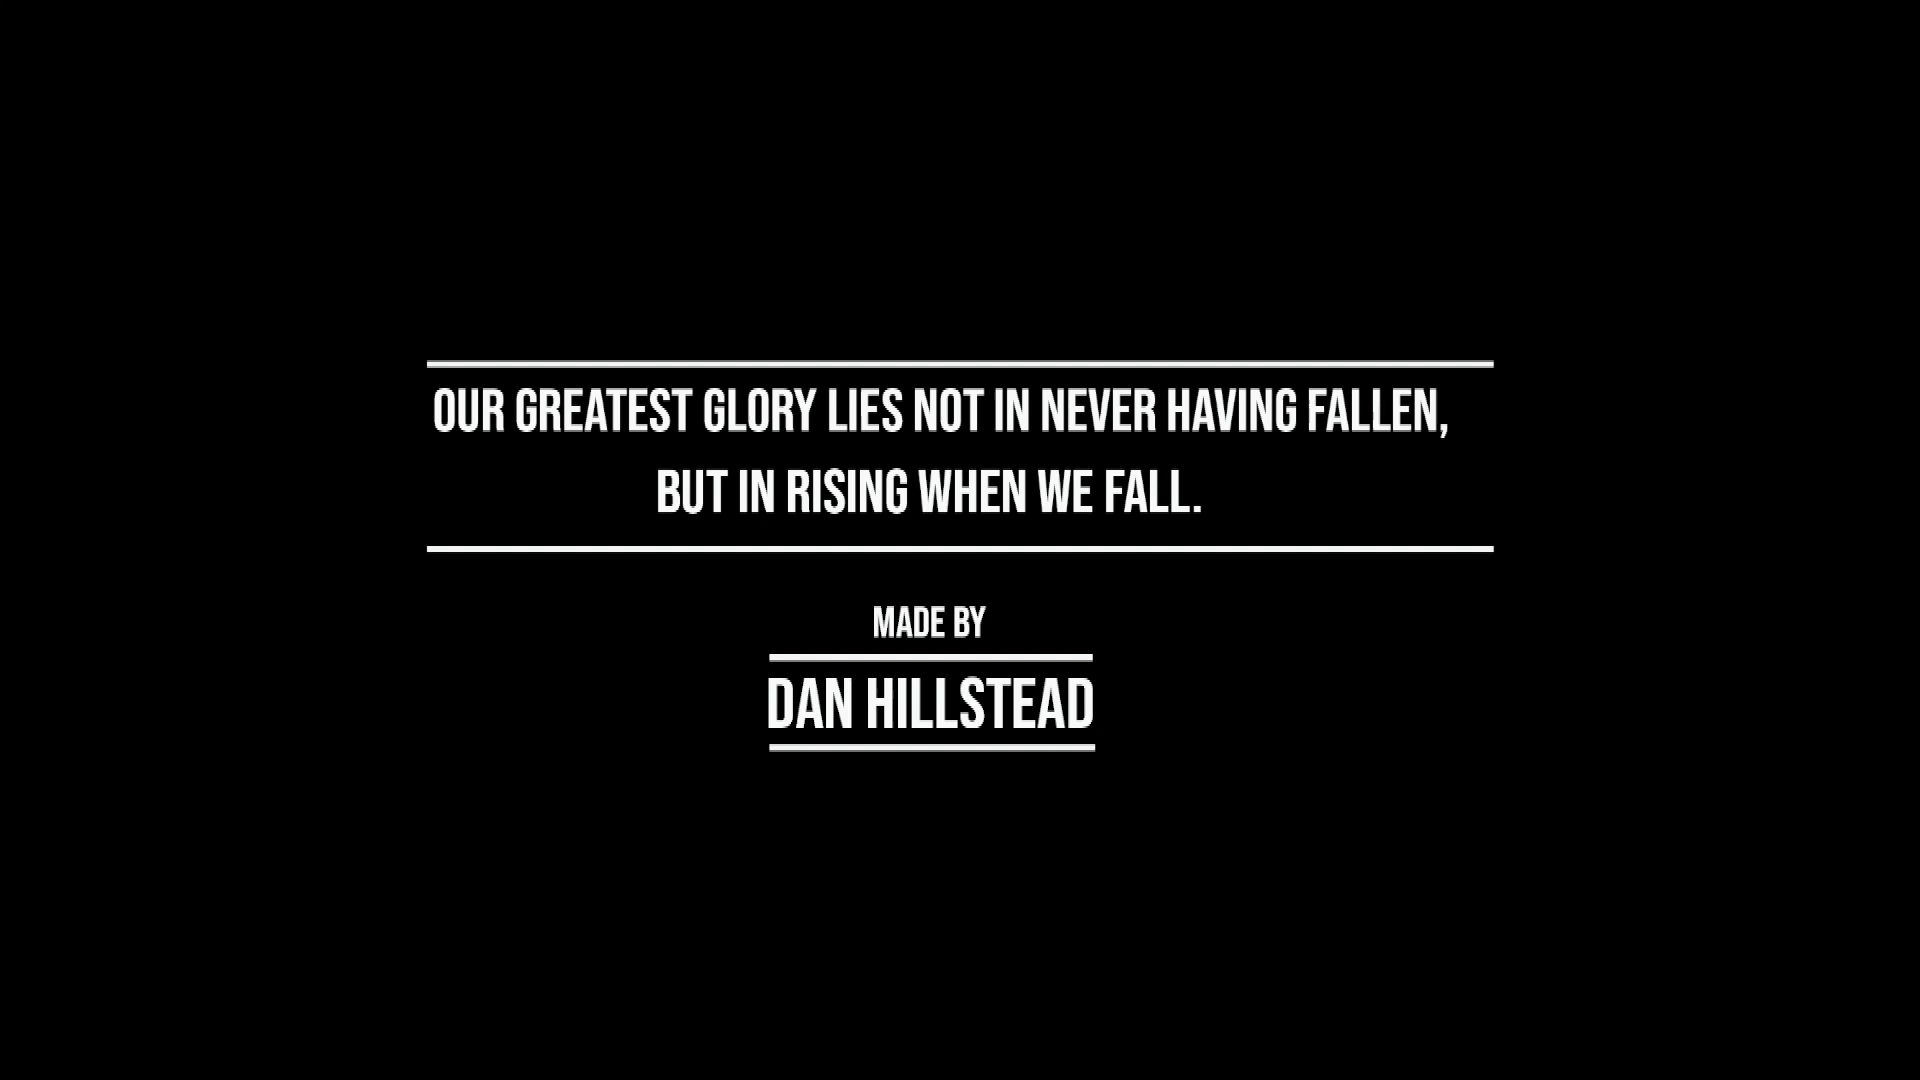 OUR GREATEST GLORY LIES NOT IN NEVER HAVING FALLEN,
BUT IN RISING WHEN WE FALL.
MADE BY
DAN HILLSTEAD